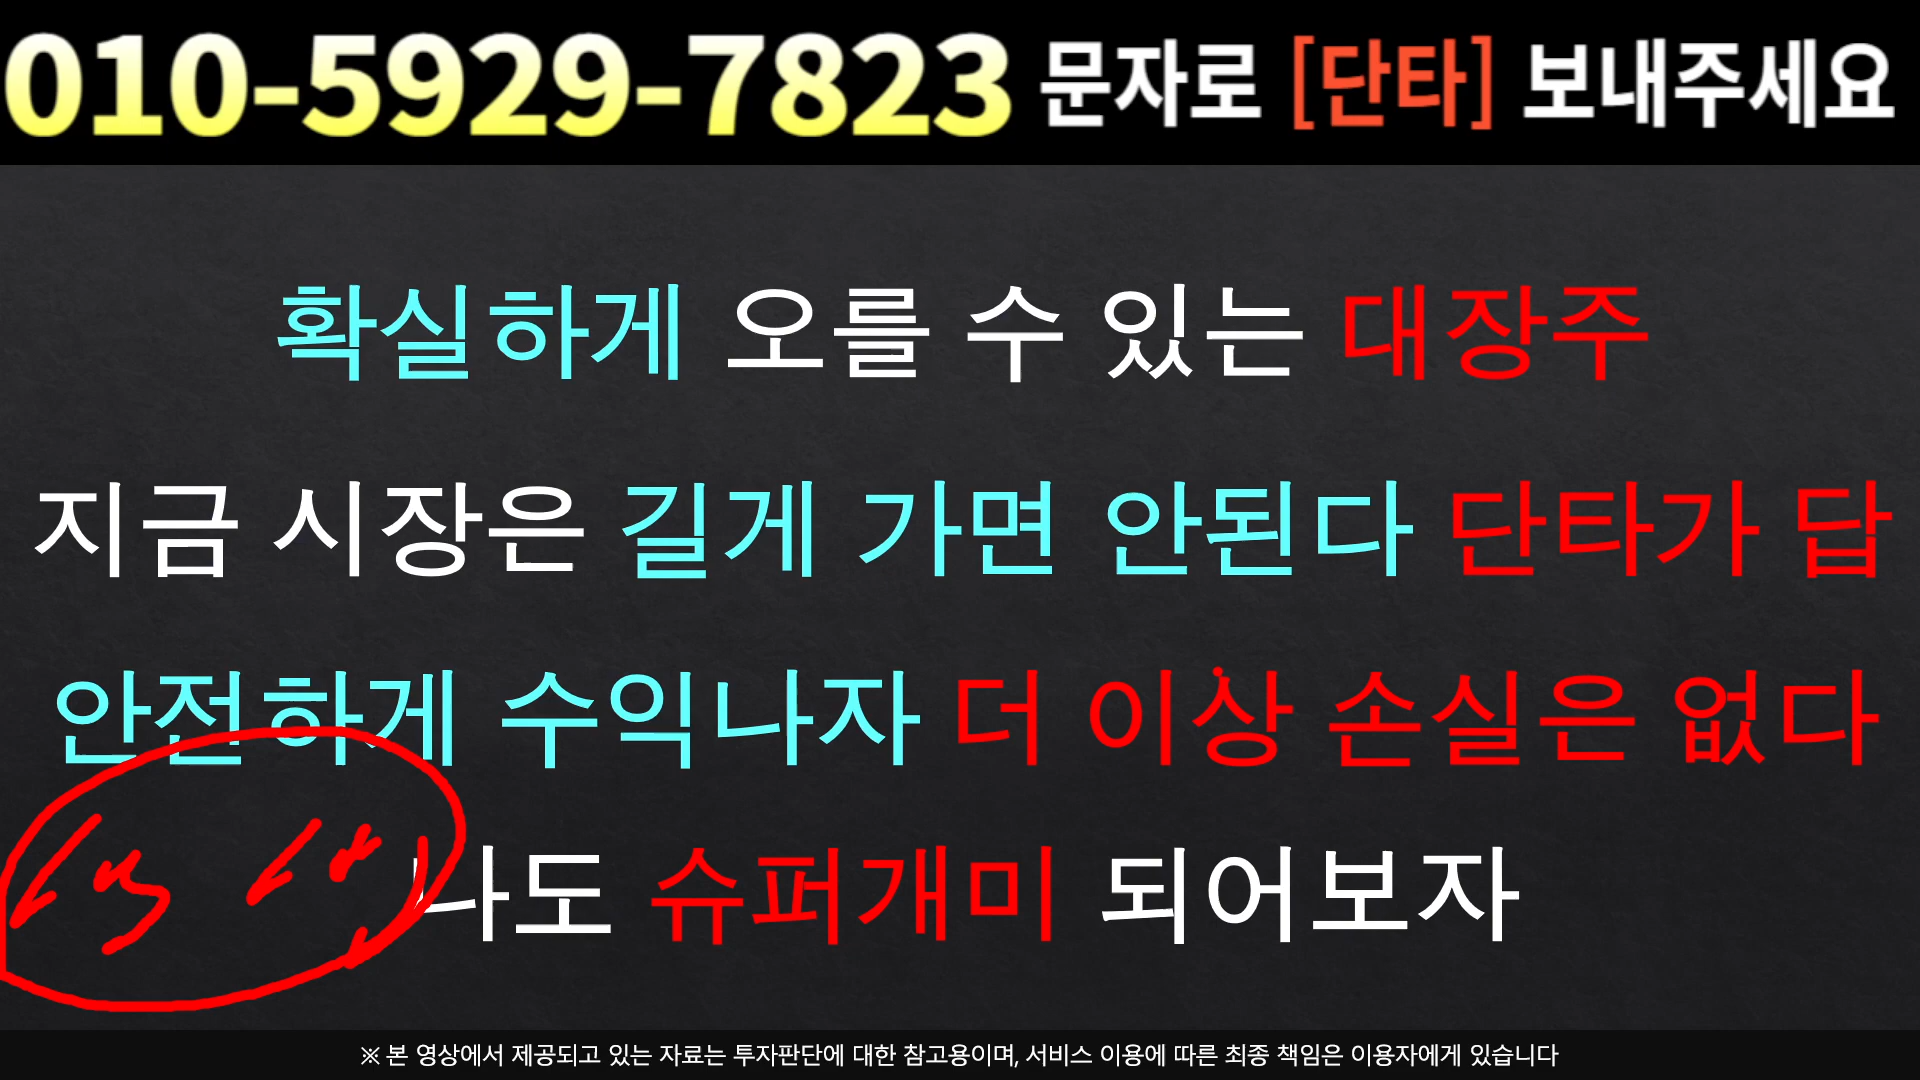 010-5929-7823 문자로 [단타] 보내주세요
확실하게 오를 수 있는 대장주
지금 시장은 길게 가면 안된다 단타가 답
안전하게 수익나자 더 이상 손실은 없다
나도 슈퍼개미 되어보자
※ 본 영상에서 제공되고 있는 자료는 투자판단에 대한 참고용이며, 서비스 이용에 따른 최종 책임은 이용자에게 있습니다